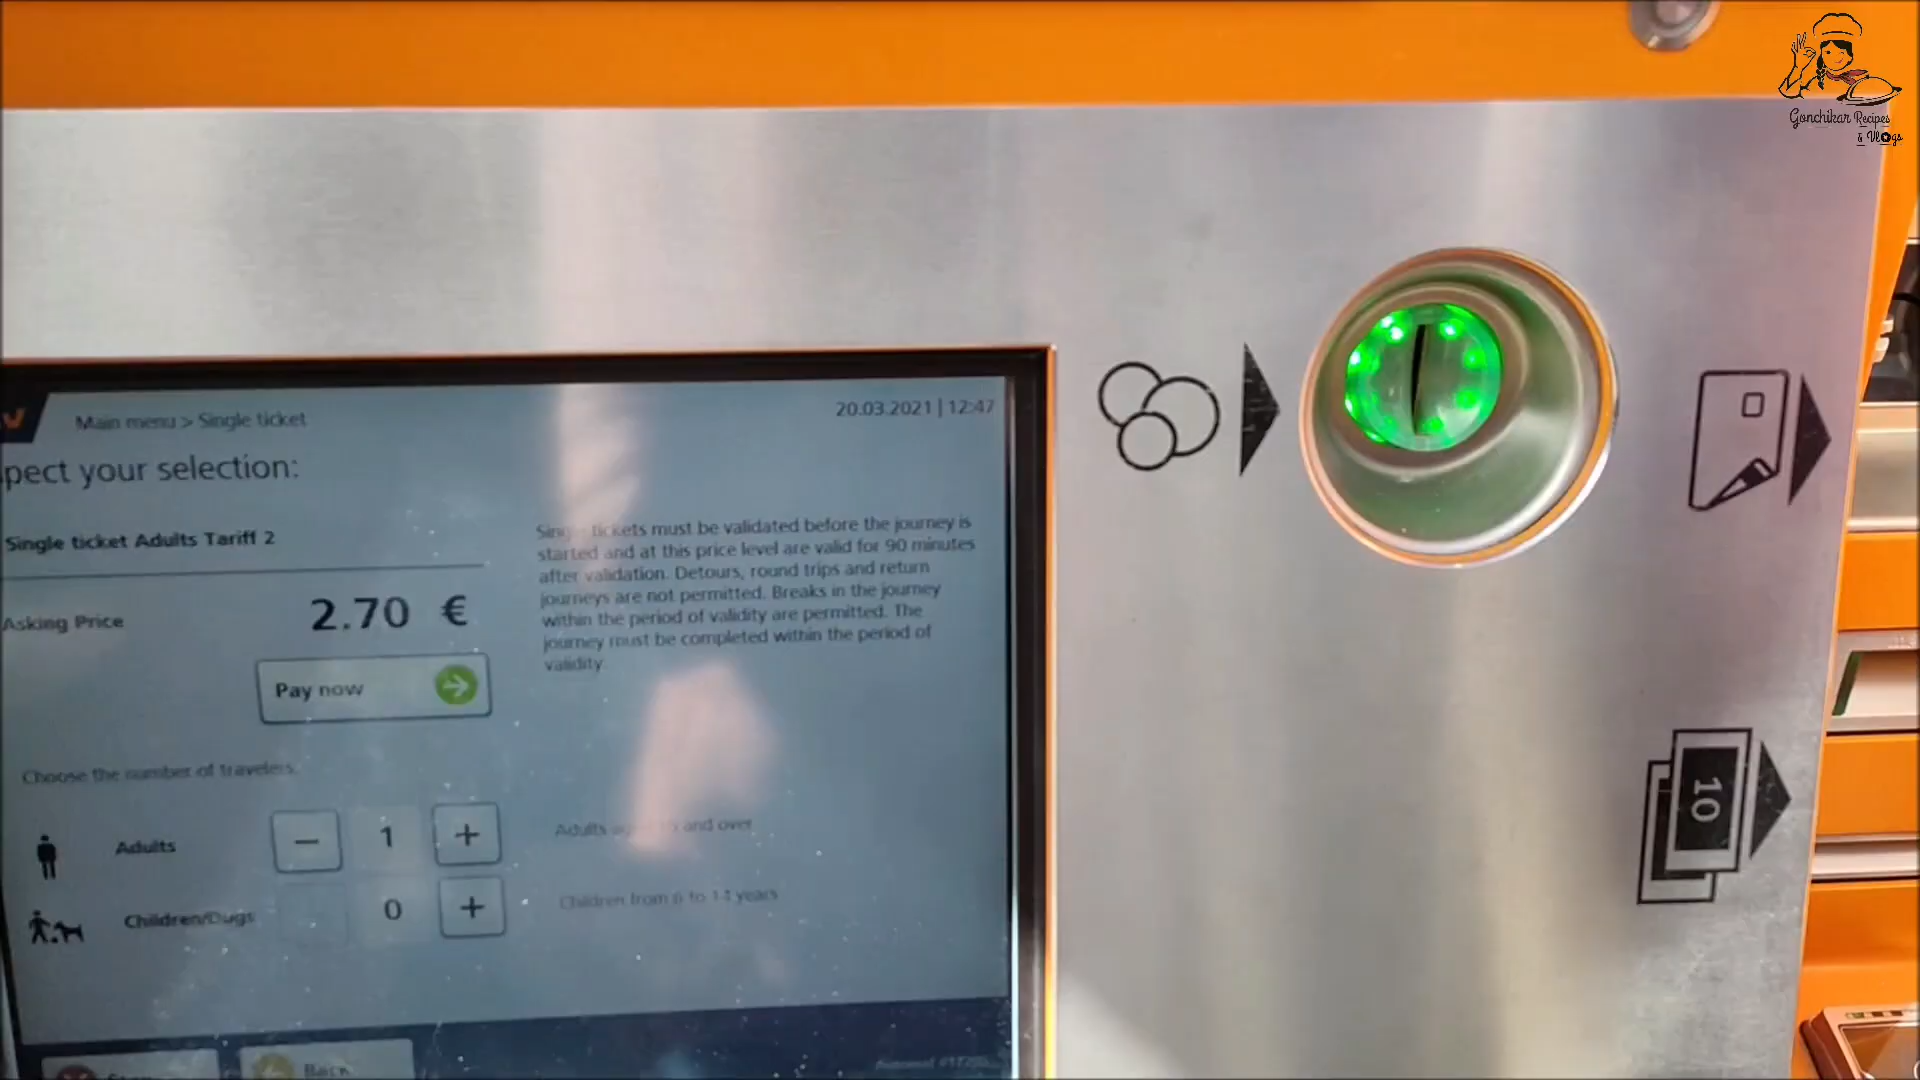 Gonchikar Recipes
& Vlogs
Main menu > Single ticket
20.03.2021 | 12:47
pect your selection:
Single ticket Adults Tariff 2
Asking Price
2.70 €
Pay now
tickets must be validated before the journey is
started and at this price level are valid for 90 minutes
after validation. Detours, round trips and return
journeys are not permitted. Breaks in the journey
within the period of validity are permitted. The
journey must be completed within the period of
validity
Choose the number of travelers.
Adults
−
1
+
Adults and over
Children/Dogs
0
+
Children from 6 to 14 years
Back
10